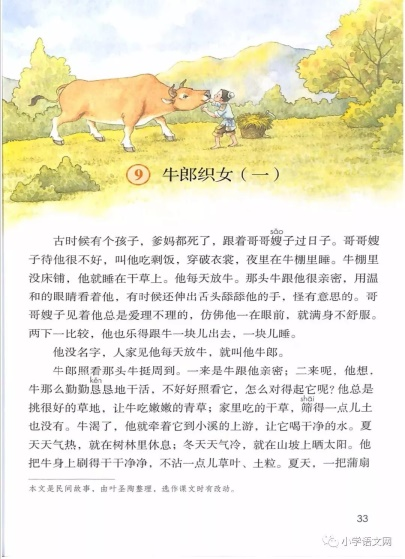 9 牛郎织女（一）
sǎo
古时候有个孩子，爹妈都死了，跟着哥哥嫂子过日子。哥哥嫂
子待他很不好，叫他吃剩饭，穿破衣裳，夜里在牛棚里睡。牛棚里
没床铺，他就睡在干草上。他每天放牛。那头牛跟他很亲密，用温
和的眼睛看着他，有时候还伸出舌头舔舔他的手，怪有意思的。哥
哥嫂子见着他总是爱理不理的，仿佛他一在眼前，就满身不舒服。
两下一比较，他也乐得跟牛一块儿出去，一块儿睡。
他没名字，人家见他每天放牛，就叫他牛郎。
牛郎照看那头牛挺周到。一来是牛跟他亲密；二来呢，他想，
kěn
牛那么勤勤恳恳地干活，不好好照看它，怎么对得起它呢？他总是
shāi
挑很好的草地，让牛吃嫩嫩的青草；家里吃的干草，筛得一点儿土
也没有。牛渴了，他就牵着它到小溪的上游，让它喝干净的水。夏
天天气热，就在树林里休息；冬天天气冷，就在山坡上晒太阳。他
把牛身上刷得干干净净，不沾一点儿草叶、土粒。夏天，一把蒲扇
本文是民间故事，由叶圣陶整理，选作课文时有改动。
33
小学语文网